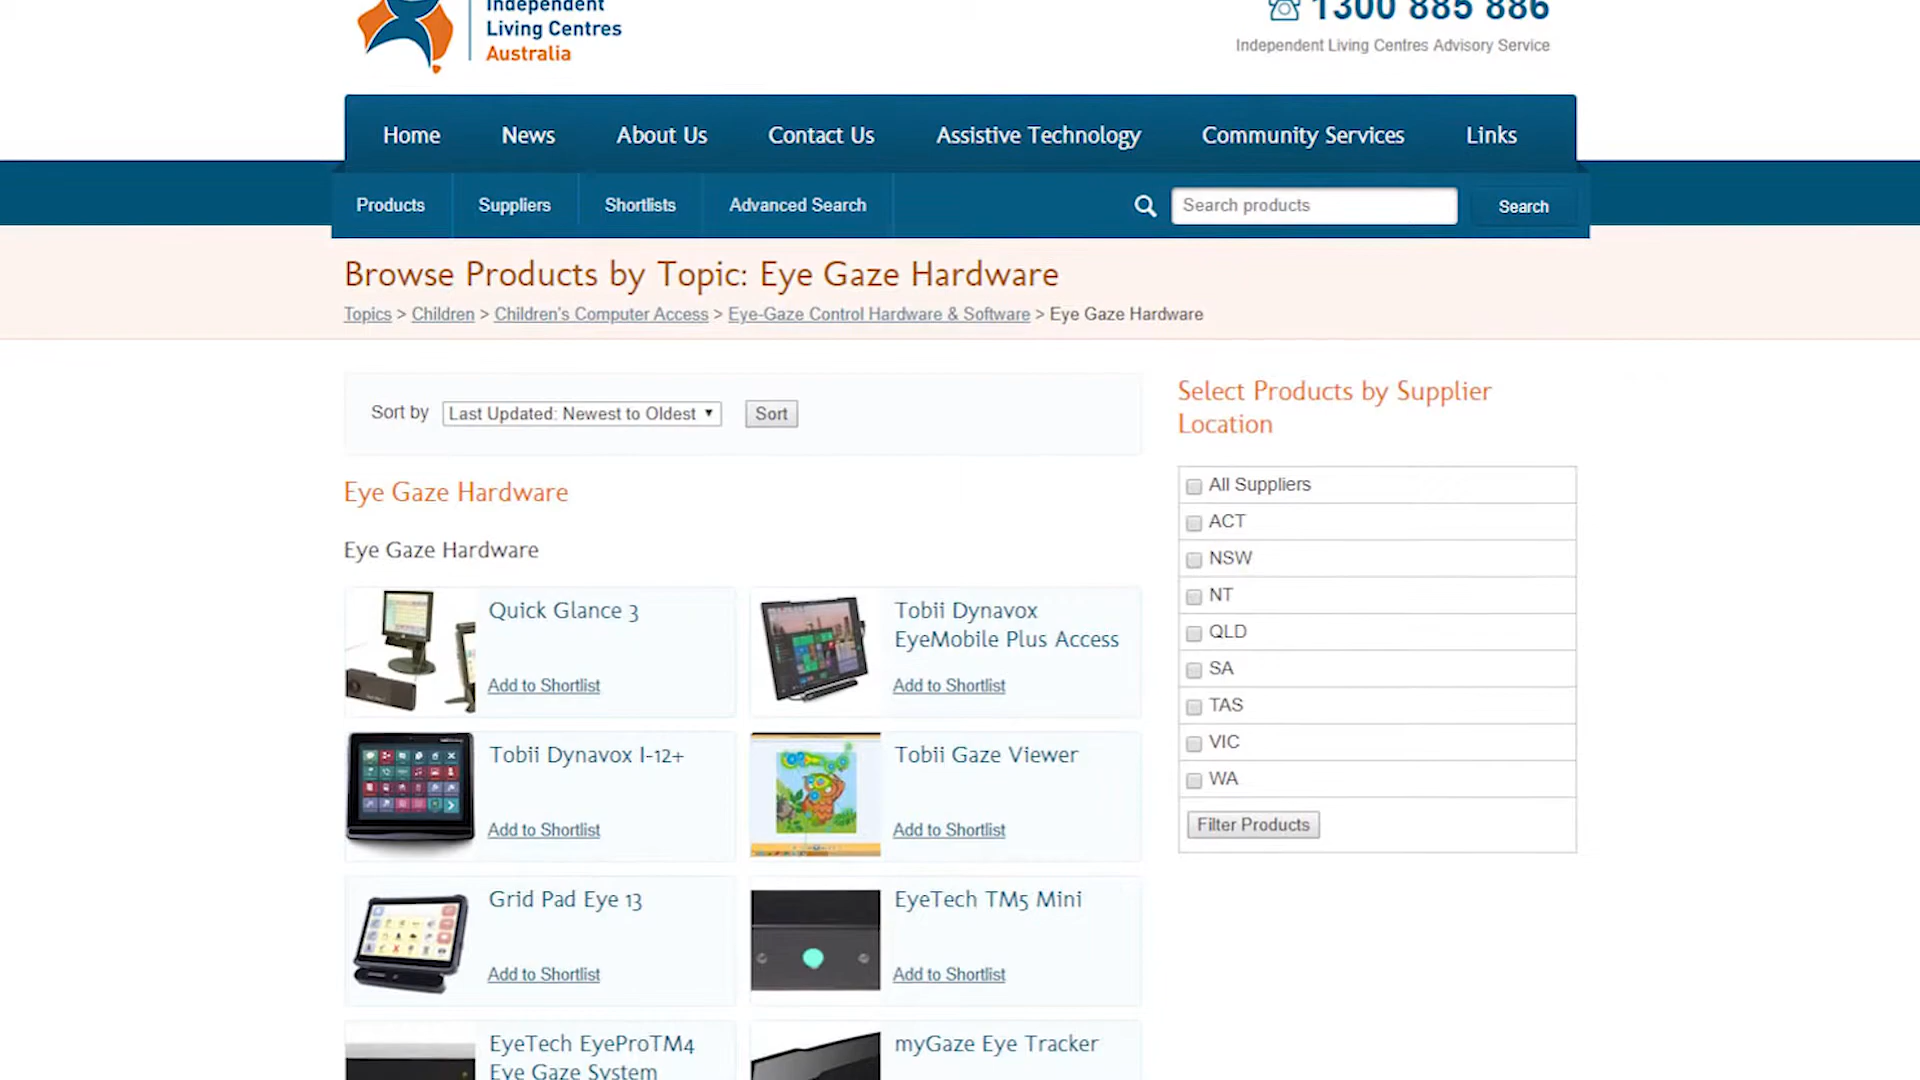 Independent
Living Centres
Australia
1300 885 886
Independent Living Centres Advisory Service
Home News About Us Contact Us Assistive Technology Community Services Links
Products Suppliers Shortlists Advanced Search Search products Search
Browse Products by Topic: Eye Gaze Hardware
Topics > Children > Children's Computer Access > Eye-Gaze Control Hardware & Software > Eye Gaze Hardware
Sort by Last Updated: Newest to Oldest Sort
Eye Gaze Hardware
Eye Gaze Hardware
Quick Glance 3
Add to Shortlist
Tobii Dynavox
EyeMobile Plus Access
Add to Shortlist
Tobii Dynavox I-12+
Add to Shortlist
Tobii Gaze Viewer
Add to Shortlist
Grid Pad Eye 13
Add to Shortlist
EyeTech TM5 Mini
Add to Shortlist
EyeTech EyeProTM4
Eye Gaze System
myGaze Eye Tracker
Select Products by Supplier
Location
All Suppliers
ACT
NSW
NT
QLD
SA
TAS
VIC
WA
Filter Products